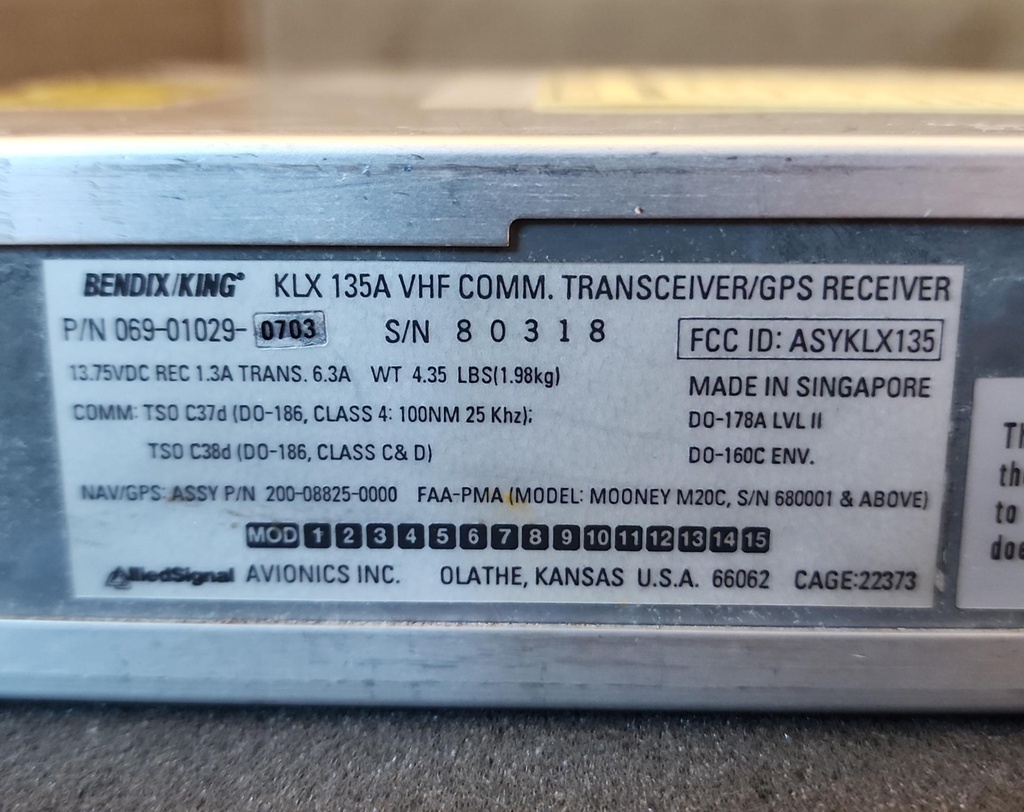 BENDIX/KING® KLX 135A VHF COMM. TRANSCEIVER/GPS RECEIVER
P/N 069-01029- 0703 S/N 8 0 3 1 8 FCC ID: ASYKLX135
13.75VDC REC 1.3A TRANS. 6.3A WT 4.35 LBS(1.98kg) MADE IN SINGAPORE
COMM: TSO C37d (DO-186, CLASS 4: 100NM 25 Khz); DO-178A LVL II
TSO C38d (DO-186, CLASS C& D) DO-160C ENV.
NAV/GPS: ASSY P/N 200-08825-0000 FAA-PMA (MODEL: MOONEY M20C, S/N 680001 & ABOVE)
MOD 1 2 3 4 5 6 7 8 9 10 11 12 13 14 15
AlliedSignal AVIONICS INC. OLATHE, KANSAS U.S.A. 66062 CAGE:22373
to